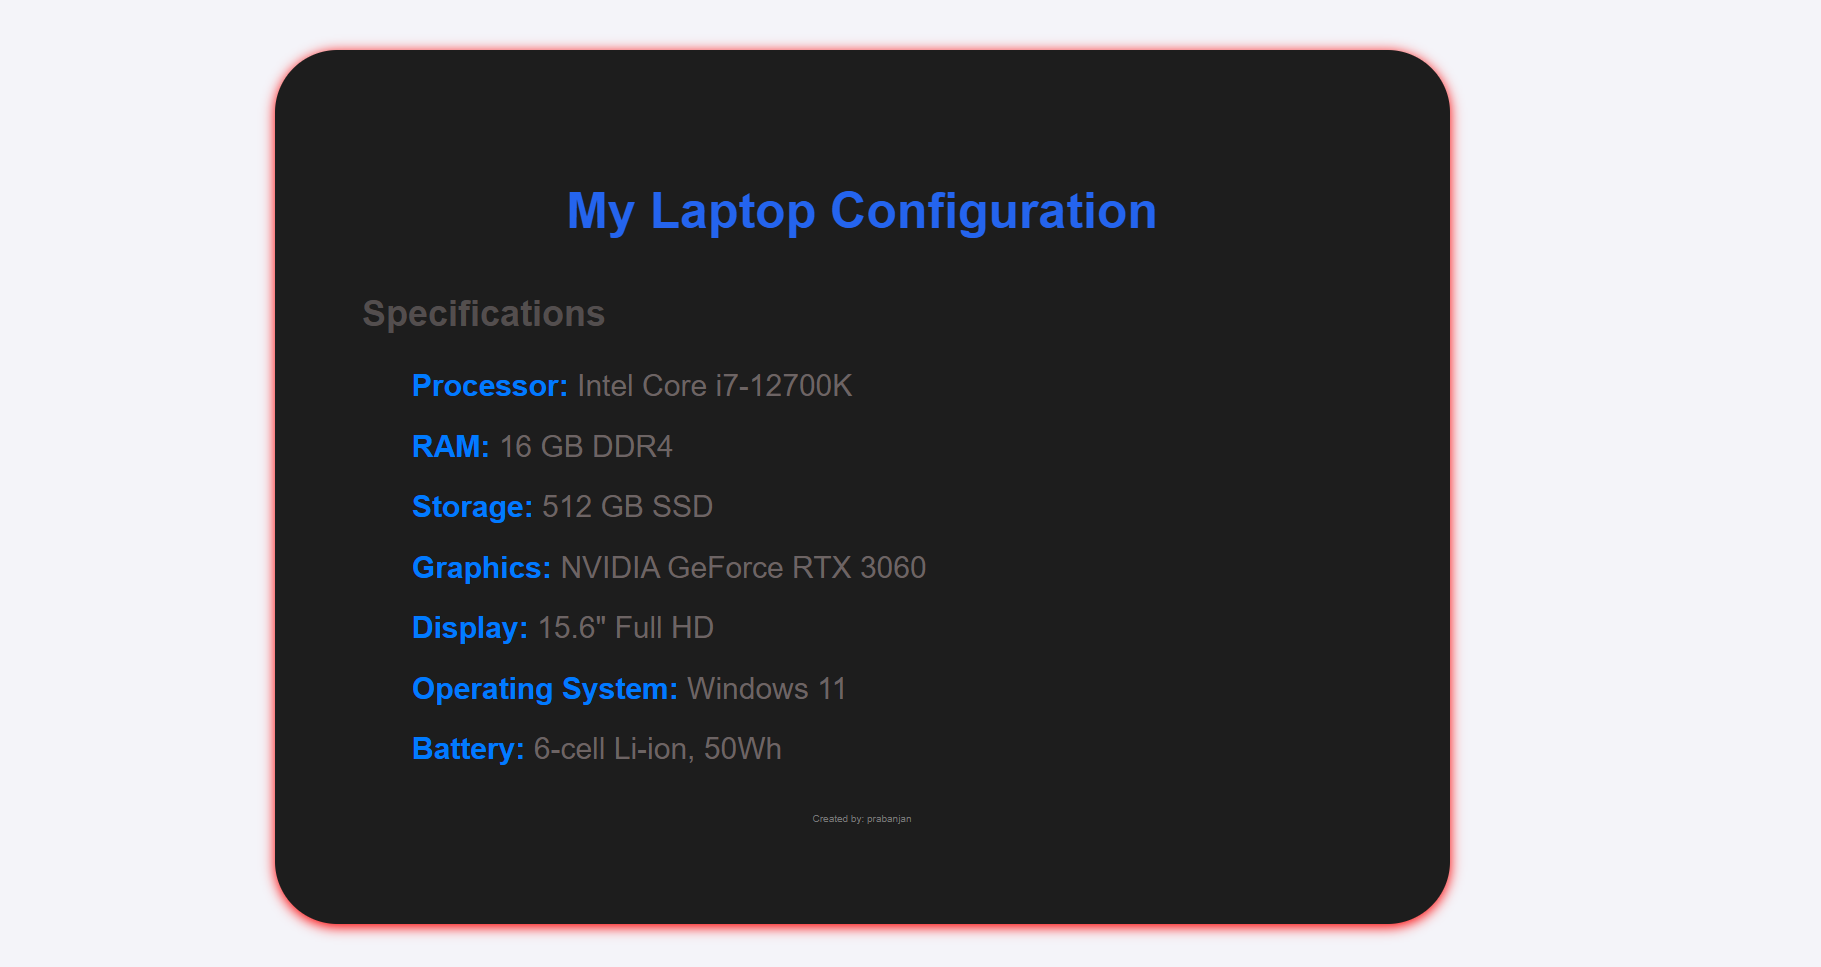 My Laptop Configuration
Specifications
Processor: Intel Core i7-12700K
RAM: 16 GB DDR4
Storage: 512 GB SSD
Graphics: NVIDIA GeForce RTX 3060
Display: 15.6" Full HD
Operating System: Windows 11
Battery: 6-cell Li-ion, 50Wh
Created by: prabanjan